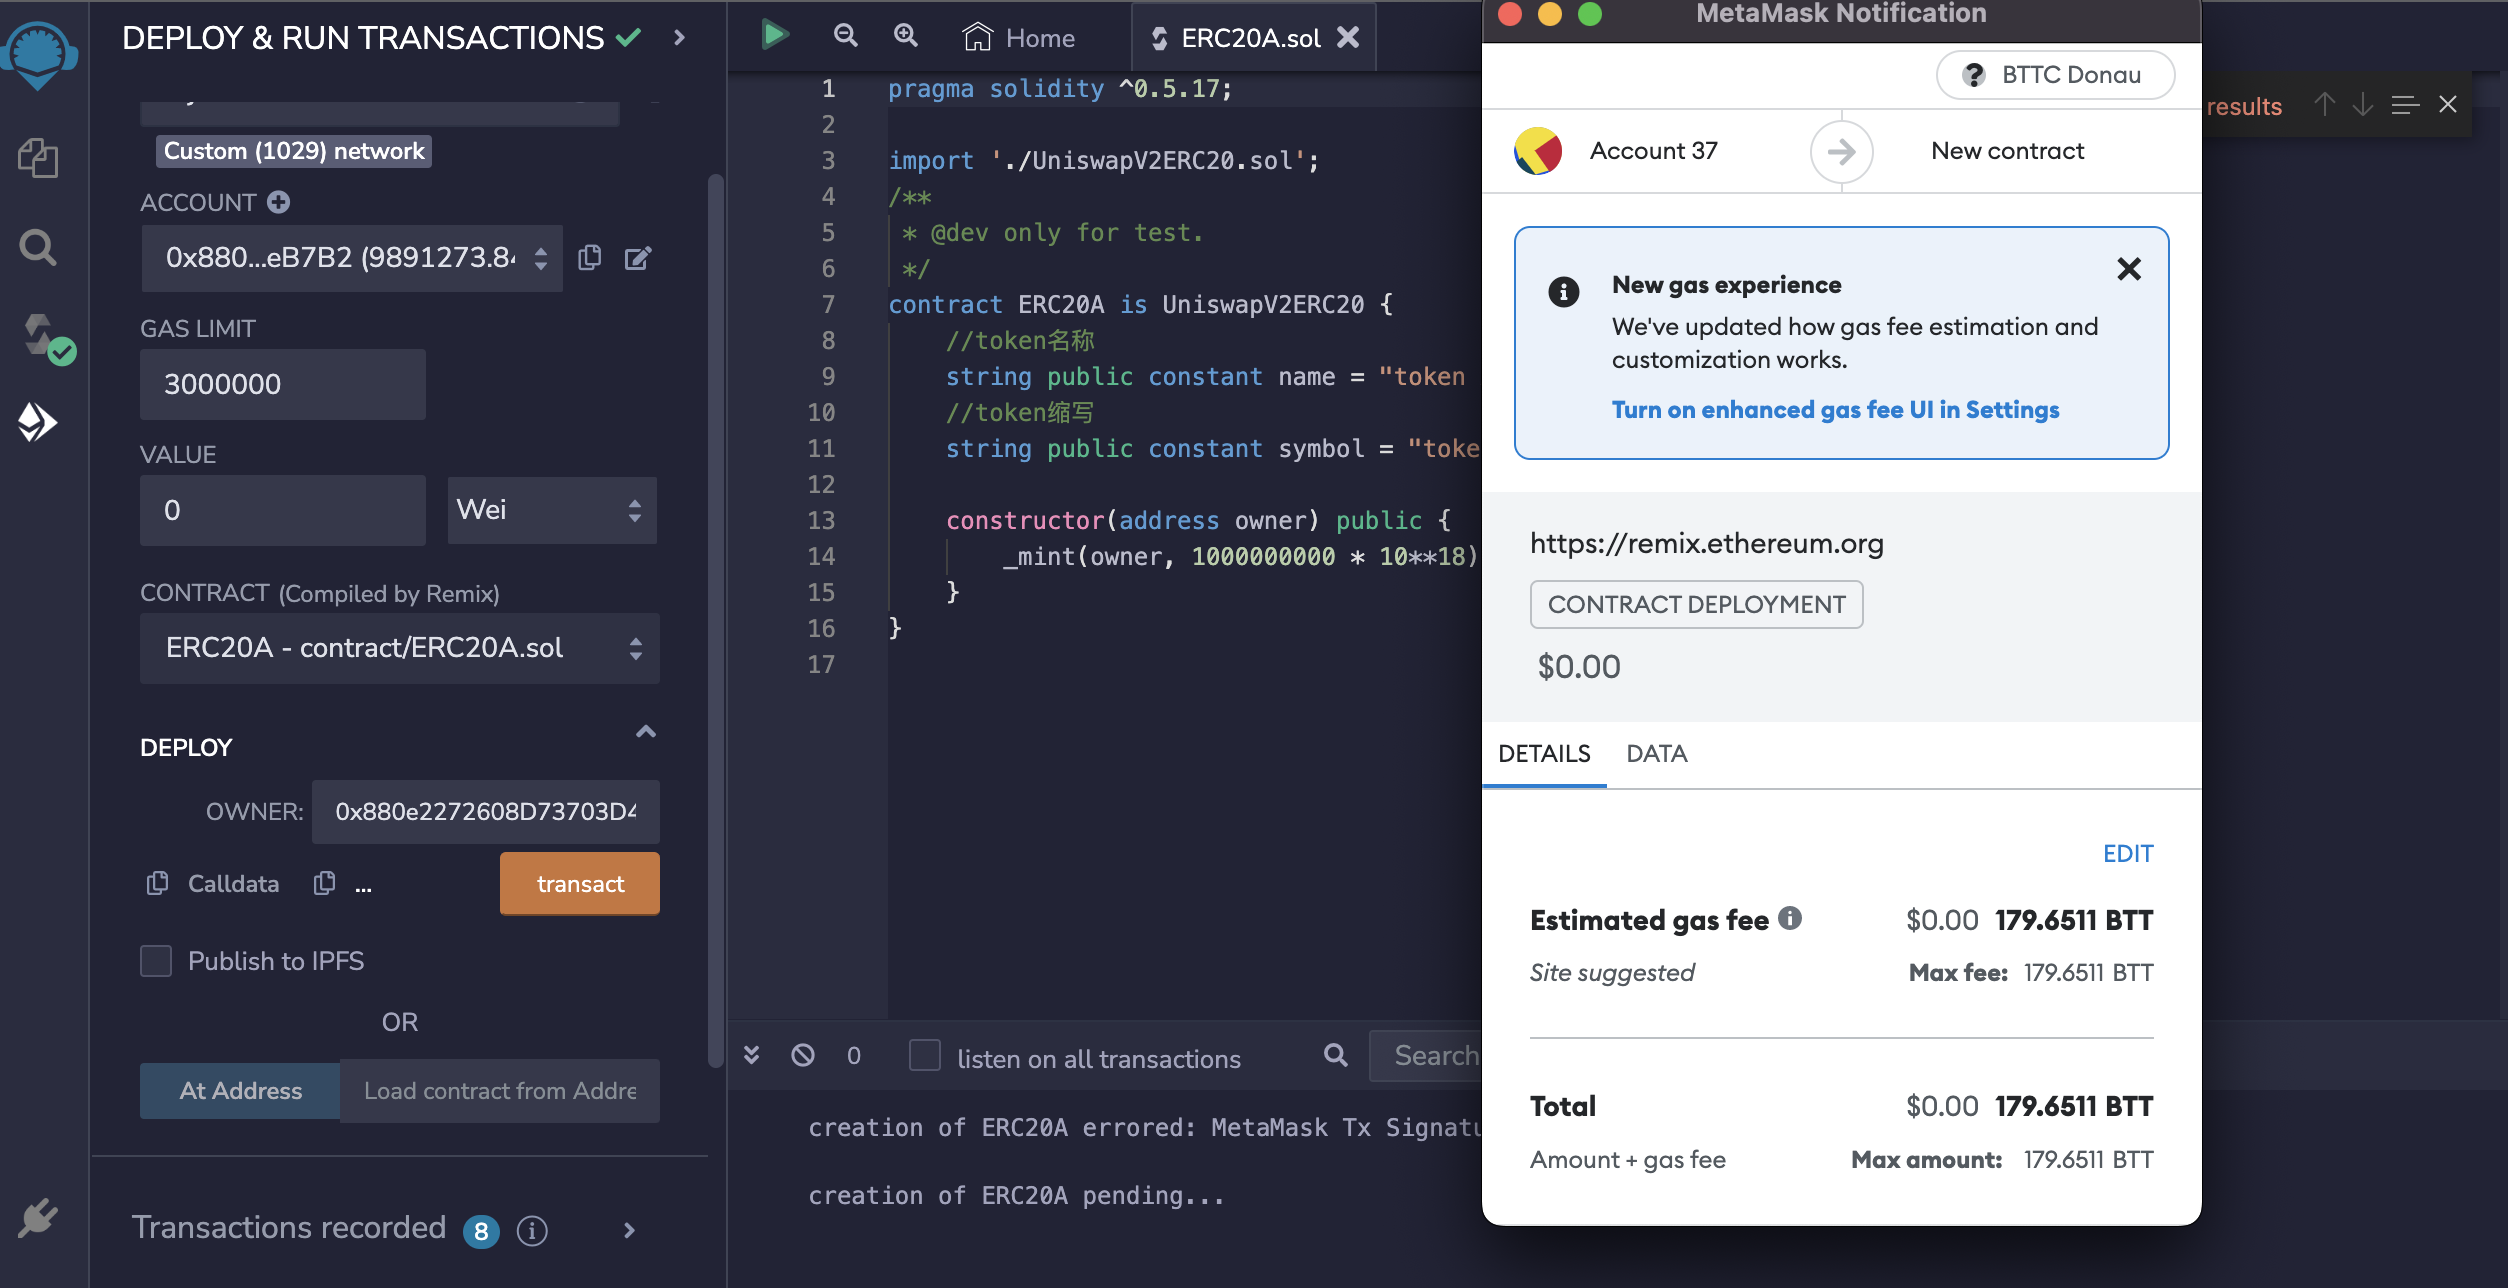 DEPLOY & RUN TRANSACTIONS
Custom (1029) network
ACCOUNT
0x880...eB7B2 (9891273.84
GAS LIMIT
3000000
VALUE
0
Wei
CONTRACT (Compiled by Remix)
ERC20A - contract/ERC20A.sol
DEPLOY
OWNER:
0x880e2272608D73703D4
Calldata
...
transact
Publish to IPFS
OR
At Address
Load contract from Addre
Transactions recorded 8
Home
ERC20A.sol
1 pragma solidity ^0.5.17;
2
3 import './UniswapV2ERC20.sol';
4 /**
5 * @dev only for test.
6 */
7 contract ERC20A is UniswapV2ERC20 {
8 //token名称
9 string public constant name = "token
10 //token缩写
11 string public constant symbol = "toke
12
13 constructor(address owner) public {
14 _mint(owner, 1000000000 * 10**18)
15 }
16 }
17
0
listen on all transactions
Search
creation of ERC20A errored: MetaMask Tx Signatu
creation of ERC20A pending...
results
MetaMask Notification
BTTC Donau
Account 37
New contract
New gas experience
We've updated how gas fee estimation and
customization works.
Turn on enhanced gas fee UI in Settings
https://remix.ethereum.org
CONTRACT DEPLOYMENT
$0.00
DETAILS
DATA
EDIT
Estimated gas fee $0.00 179.6511 BTT
Site suggested Max fee: 179.6511 BTT
Total $0.00 179.6511 BTT
Amount + gas fee Max amount: 179.6511 BTT